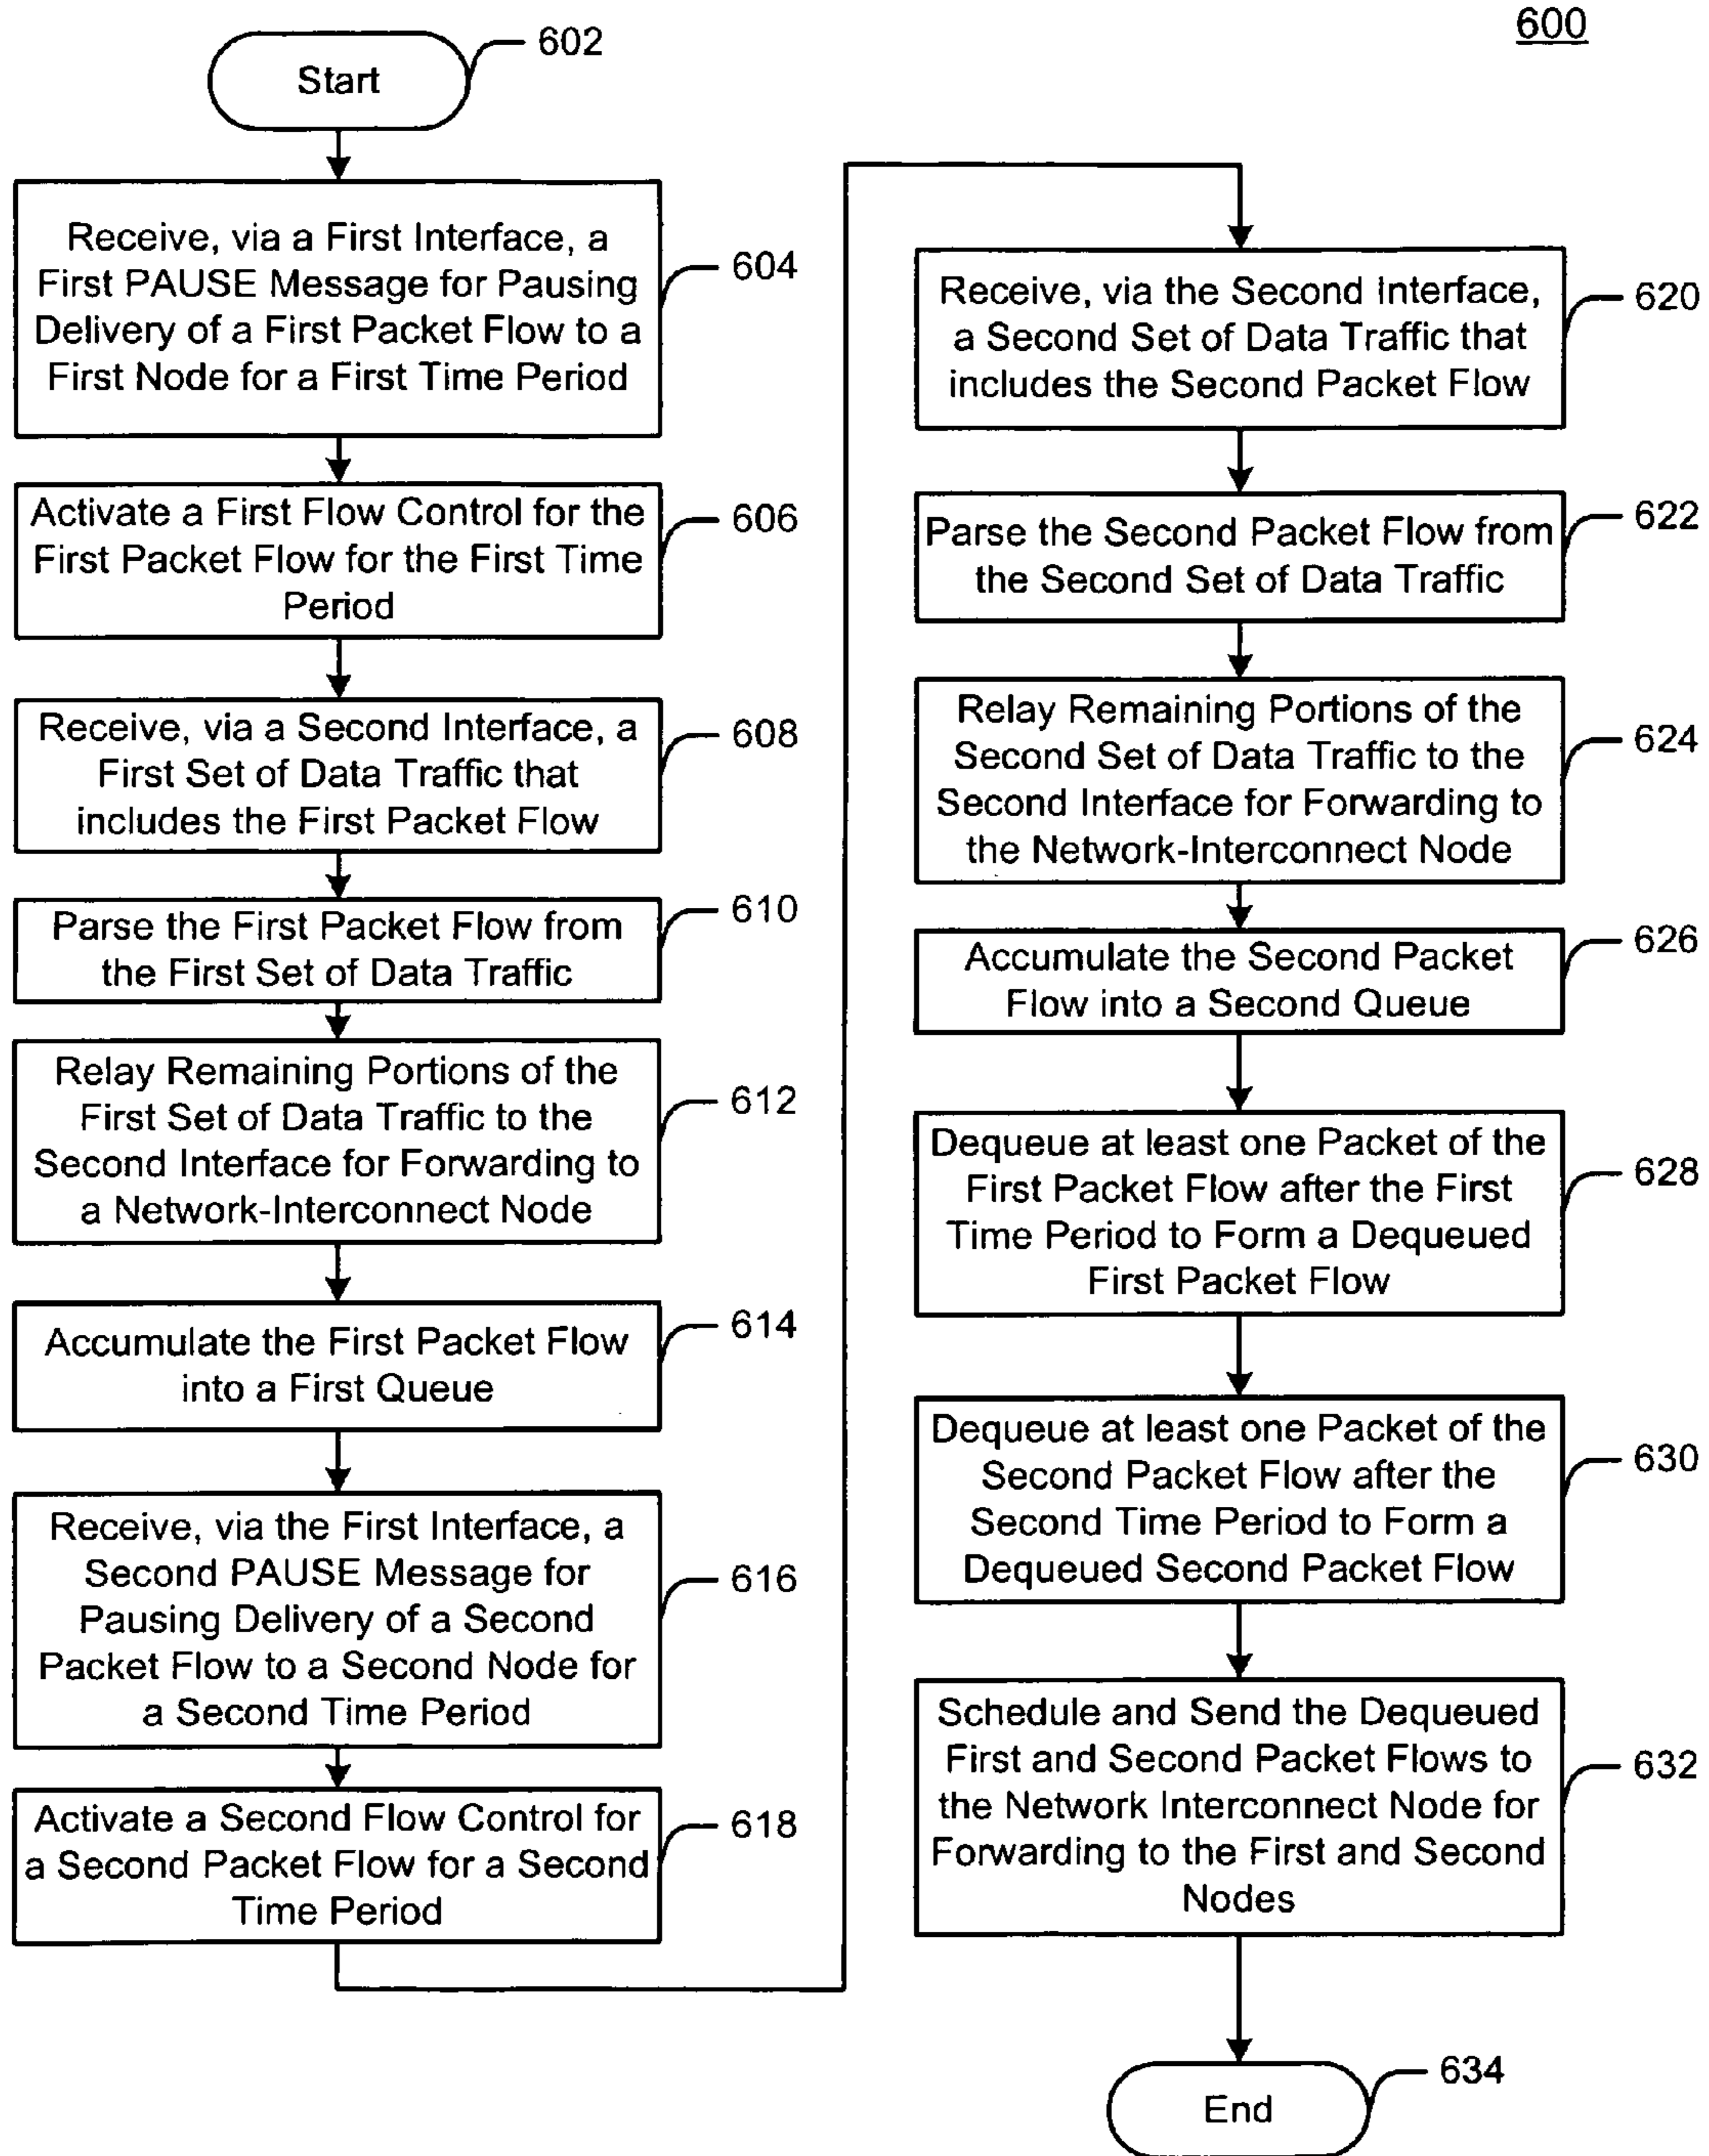 600
Start
602
Receive, via a First Interface, a
First PAUSE Message for Pausing
Delivery of a First Packet Flow to a
First Node for a First Time Period
604
Activate a First Flow Control for the
First Packet Flow for the First Time
Period
606
Receive, via a Second Interface, a
First Set of Data Traffic that
includes the First Packet Flow
608
Parse the First Packet Flow from
the First Set of Data Traffic
610
Relay Remaining Portions of the
First Set of Data Traffic to the
Second Interface for Forwarding to
a Network-Interconnect Node
612
Accumulate the First Packet Flow
into a First Queue
614
Receive, via the First Interface, a
Second PAUSE Message for
Pausing Delivery of a Second
Packet Flow to a Second Node for
a Second Time Period
616
Activate a Second Flow Control for
a Second Packet Flow for a Second
Time Period
618
Receive, via the Second Interface,
a Second Set of Data Traffic that
includes the Second Packet Flow
620
Parse the Second Packet Flow from
the Second Set of Data Traffic
622
Relay Remaining Portions of the
Second Set of Data Traffic to the
Second Interface for Forwarding to
the Network-Interconnect Node
624
Accumulate the Second Packet
Flow into a Second Queue
626
Dequeue at least one Packet of the
First Packet Flow after the First
Time Period to Form a Dequeued
First Packet Flow
628
Dequeue at least one Packet of the
Second Packet Flow after the
Second Time Period to Form a
Dequeued Second Packet Flow
630
Schedule and Send the Dequeued
First and Second Packet Flows to
the Network Interconnect Node for
Forwarding to the First and Second
Nodes
632
End
634